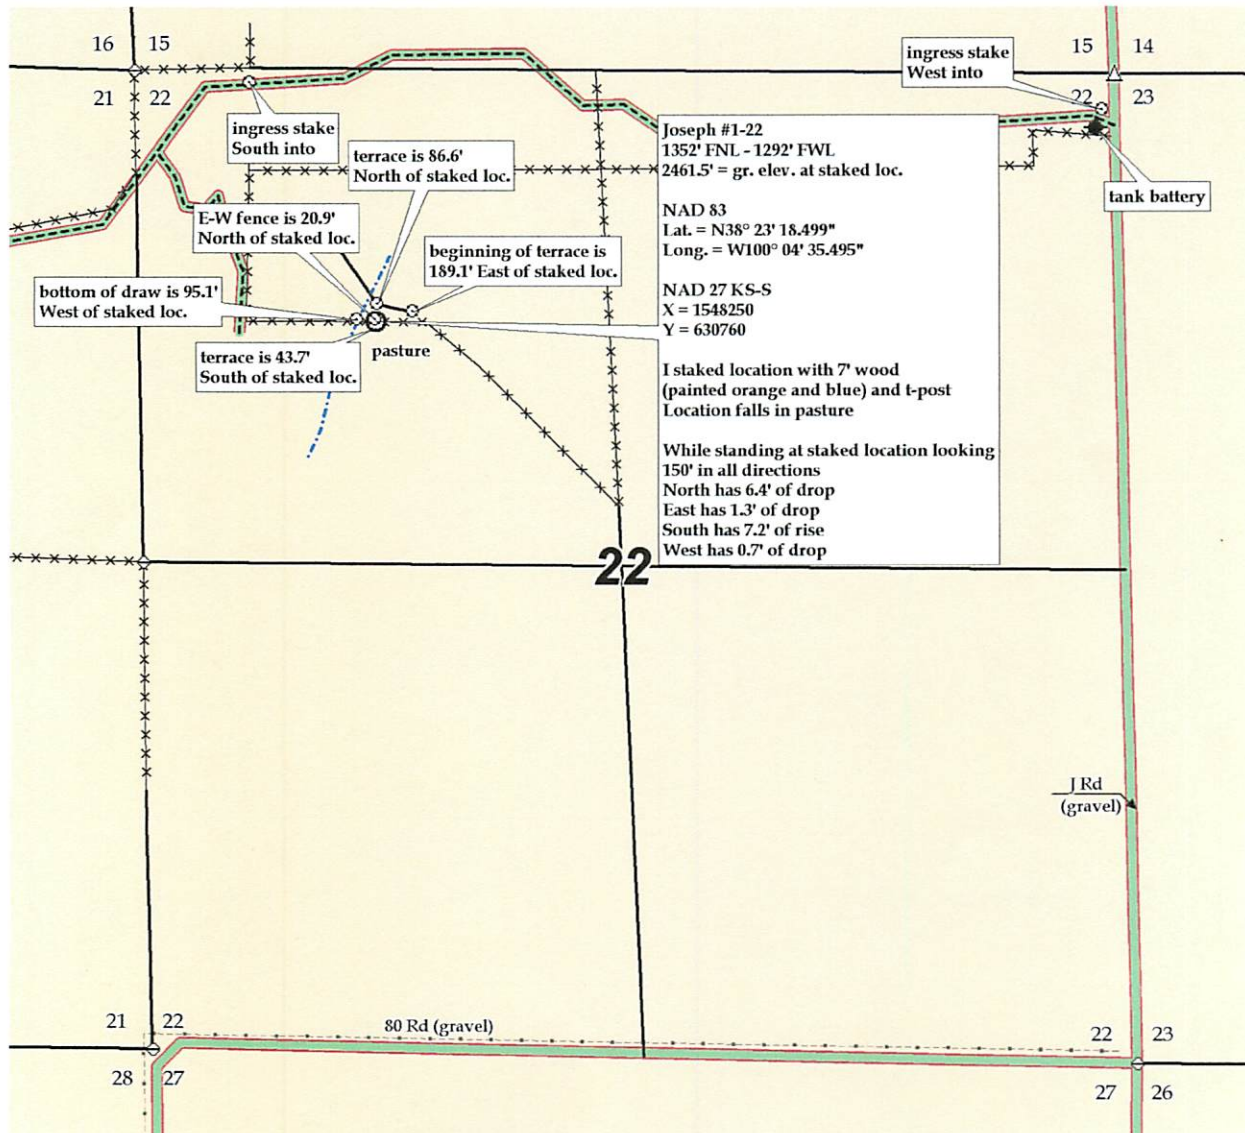 16 15
15 14
21 22
22 23
ingress stake
West into
ingress stake
South into
terrace is 86.6'
North of staked loc.
tank battery
E-W fence is 20.9'
North of staked loc.
beginning of terrace is
189.1' East of staked loc.
bottom of draw is 95.1'
West of staked loc.
terrace is 43.7'
South of staked loc.
pasture
Joseph #1-22
1352' FNL - 1292' FWL
2461.5' = gr. elev. at staked loc.
NAD 83
Lat. = N38° 23' 18.499"
Long. = W100° 04' 35.495"
NAD 27 KS-S
X = 1548250
Y = 630760
I staked location with 7' wood
(painted orange and blue) and t-post
Location falls in pasture
While standing at staked location looking
150' in all directions
North has 6.4' of drop
East has 1.3' of drop
South has 7.2' of rise
West has 0.7' of drop
22
J Rd
(gravel)
21 22
80 Rd (gravel)
22 23
28 27
27 26